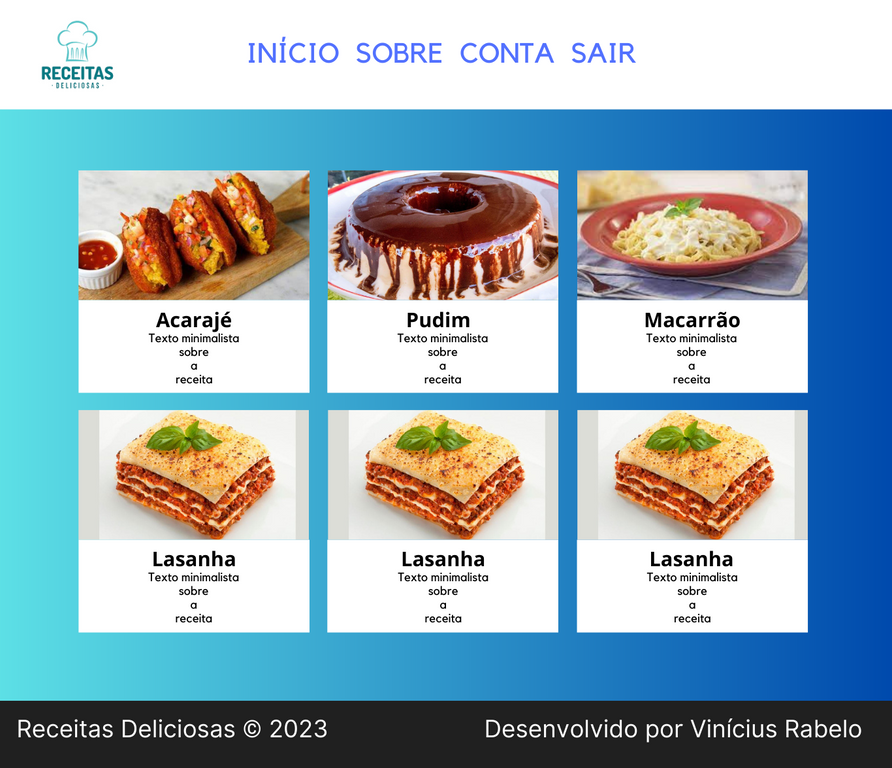 RECEITAS
· DELICIOSAS ·
INÍCIO SOBRE CONTA SAIR
Acarajé
Texto minimalista
sobre
a
receita
Pudim
Texto minimalista
sobre
a
receita
Macarrão
Texto minimalista
sobre
a
receita
Lasanha
Texto minimalista
sobre
a
receita
Lasanha
Texto minimalista
sobre
a
receita
Lasanha
Texto minimalista
sobre
a
receita
Receitas Deliciosas © 2023
Desenvolvido por Vinícius Rabelo